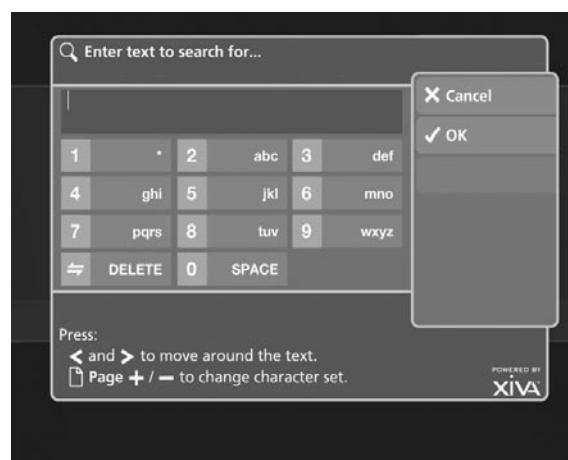 Enter text to search for...
Cancel
OK
1 * 2 abc 3 def
4 ghi 5 jkl 6 mno
7 pqrs 8 tuv 9 wxyz
DELETE 0 SPACE
Press:
< and > to move around the text.
Page + / – to change character set.
POWERED BY
XiVA